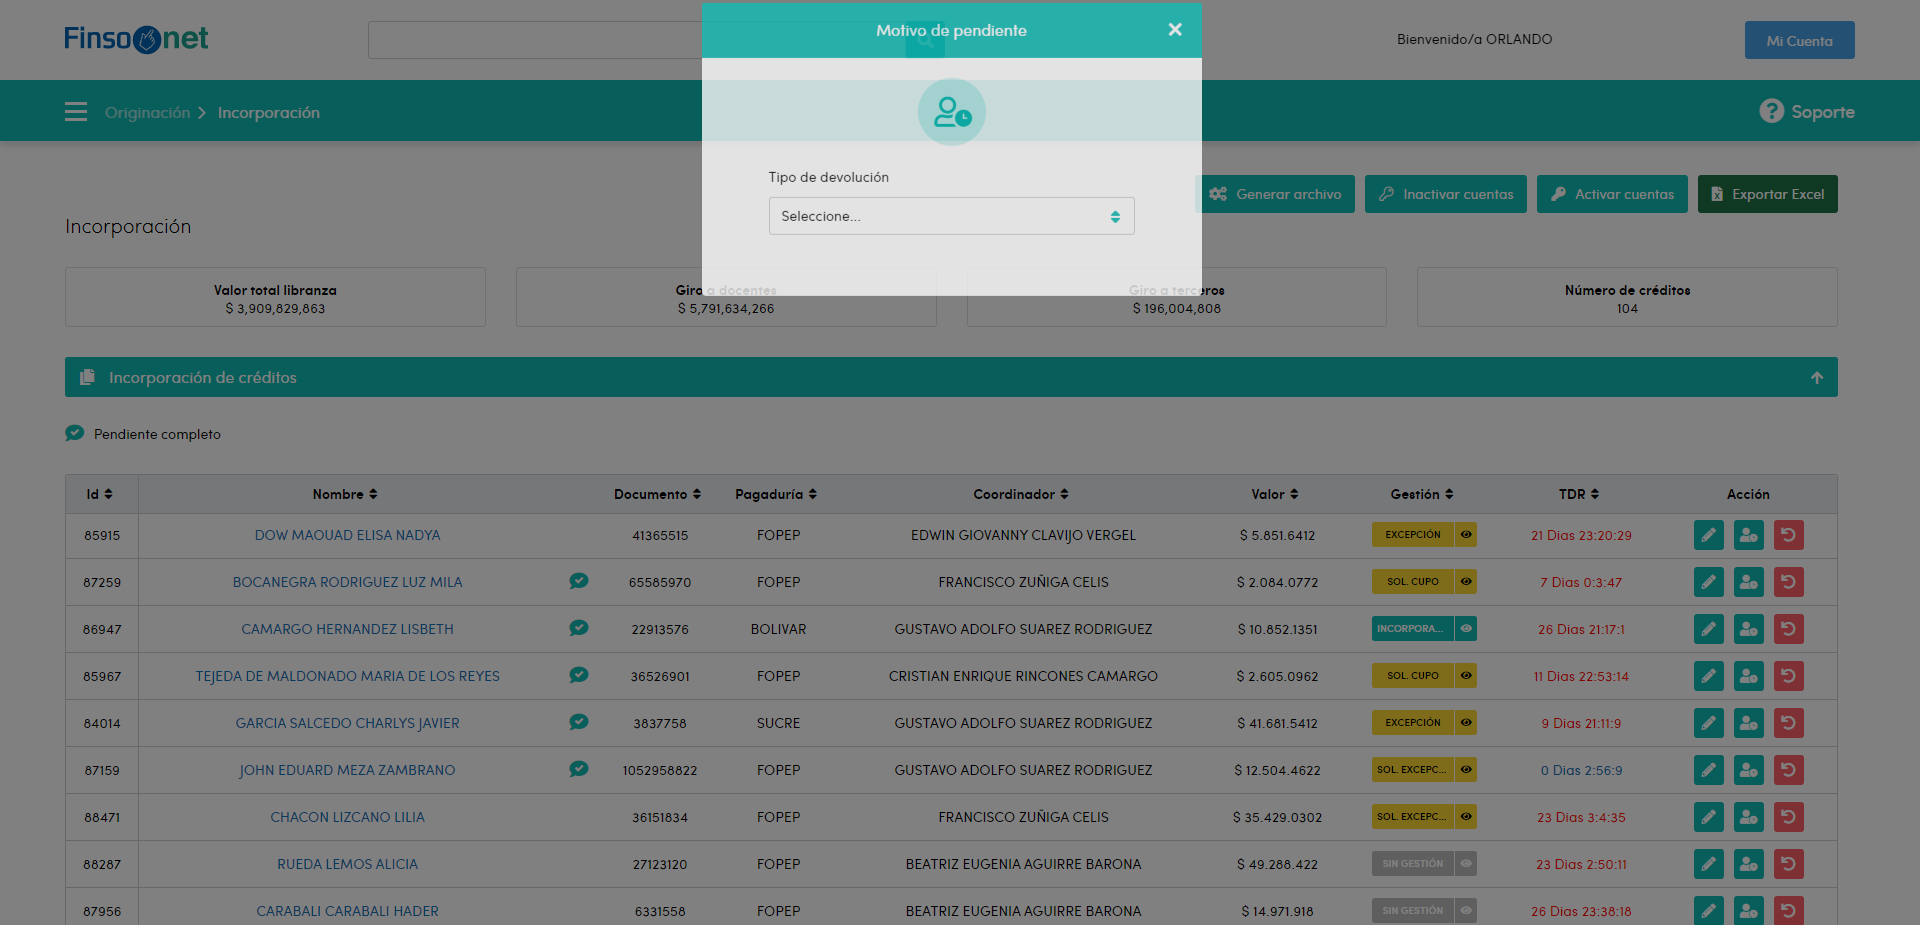 Finsonet
Bienvenido/a ORLANDO
Mi Cuenta
Motivo de pendiente
Originación
Incorporación
Soporte
Tipo de devolución
Seleccione...
Generar archivo
Inactivar cuentas
Activar cuentas
Exportar Excel
Incorporación
Valor total libranza
$ 3,909,829,863
Giro a docentes
$ 5,791,634,266
Giro a terceros
$ 196,004,808
Número de créditos
104
Incorporación de créditos
Pendiente completo
Id Nombre Documento Pagaduría Coordinador Valor Gestión TDR Acción
85915 DOW MAOUAD ELISA NADYA 41365515 FOPEP EDWIN GIOVANNY CLAVIJO VERGEL $ 5.851.6412 EXCEPCIÓN 21 Dias 23:20:29
87259 BOCANEGRA RODRIGUEZ LUZ MILA 65585970 FOPEP FRANCISCO ZUÑIGA CELIS $ 2.084.0772 SOL. CUPO 7 Dias 0:3:47
86947 CAMARGO HERNANDEZ LISBETH 22913576 BOLIVAR GUSTAVO ADOLFO SUAREZ RODRIGUEZ $ 10.852.1351 INCORPORA... 26 Dias 21:17:1
85967 TEJEDA DE MALDONADO MARIA DE LOS REYES 36526901 FOPEP CRISTIAN ENRIQUE RINCONES CAMARGO $ 2.605.0962 SOL. CUPO 11 Dias 22:53:14
84014 GARCIA SALCEDO CHARLYS JAVIER 3837758 SUCRE GUSTAVO ADOLFO SUAREZ RODRIGUEZ $ 41.681.5412 EXCEPCIÓN 9 Dias 21:11:9
87159 JOHN EDUARD MEZA ZAMBRANO 1052958822 FOPEP GUSTAVO ADOLFO SUAREZ RODRIGUEZ $ 12.504.4622 SOL. EXCEPC... 0 Dias 2:56:9
88471 CHACON LIZCANO LILIA 36151834 FOPEP FRANCISCO ZUÑIGA CELIS $ 35.429.0302 SOL. EXCEPC... 23 Dias 3:4:35
88287 RUEDA LEMOS ALICIA 27123120 FOPEP BEATRIZ EUGENIA AGUIRRE BARONA $ 49.288.422 SIN GESTIÓN 23 Dias 2:50:11
87956 CARABALI CARABALI HADER 6331558 FOPEP BEATRIZ EUGENIA AGUIRRE BARONA $ 14.971.918 SIN GESTIÓN 26 Dias 23:38:18